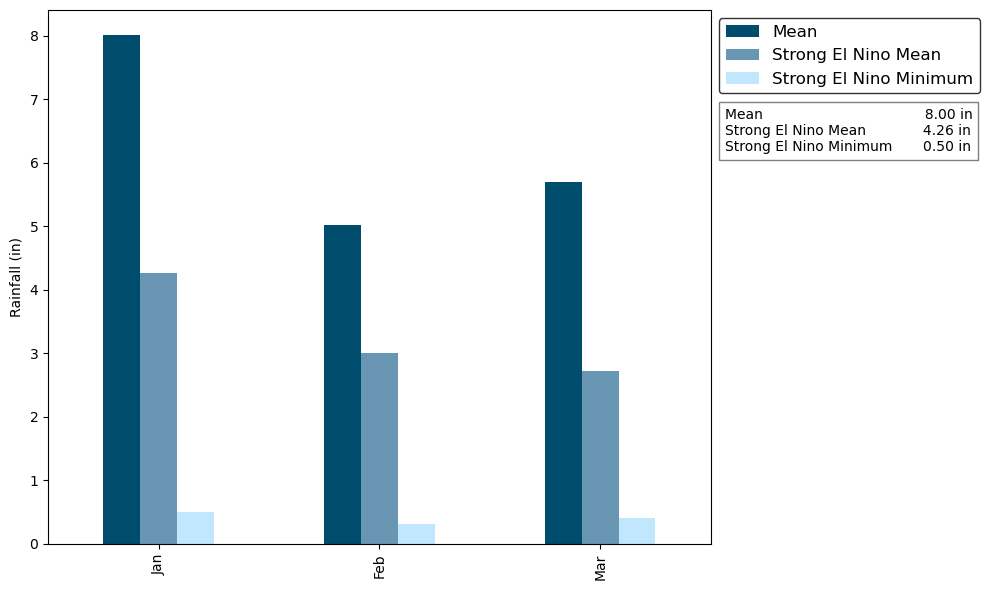 Mean
Strong El Nino Mean
Strong El Nino Minimum
Mean 8.00 in
Strong El Nino Mean 4.26 in
Strong El Nino Minimum 0.50 in
Rainfall (in)
8
7
6
5
4
3
2
1
0
Jan
Feb
Mar